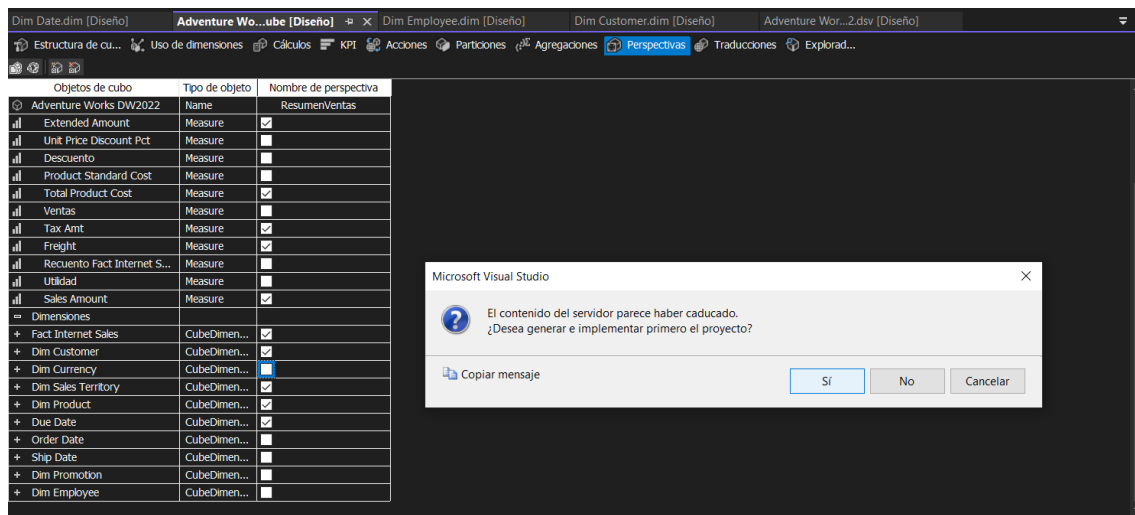 Dim Date.dim [Diseño] Adventure Wo...ube [Diseño] Dim Employee.dim [Diseño] Dim Customer.dim [Diseño] Adventure Wor...2.dsv [Diseño]
Estructura de cu... Uso de dimensiones Cálculos KPI Acciones Particiones Agregaciones Perspectivas Traducciones Explorad...
Objetos de cubo Tipo de objeto Nombre de perspectiva
Adventure Works DW2022 Name ResumenVentas
Extended Amount Measure
Unit Price Discount Pct Measure
Descuento Measure
Product Standard Cost Measure
Total Product Cost Measure
Ventas Measure
Tax Amt Measure
Freight Measure
Recuento Fact Internet S... Measure
Utilidad Measure
Sales Amount Measure
Dimensiones
+ Fact Internet Sales CubeDimen...
+ Dim Customer CubeDimen...
+ Dim Currency CubeDimen...
+ Dim Sales Territory CubeDimen...
+ Dim Product CubeDimen...
+ Due Date CubeDimen...
+ Order Date CubeDimen...
+ Ship Date CubeDimen...
+ Dim Promotion CubeDimen...
+ Dim Employee CubeDimen...
Microsoft Visual Studio
El contenido del servidor parece haber caducado.
¿Desea generar e implementar primero el proyecto?
Copiar mensaje
Sí No Cancelar